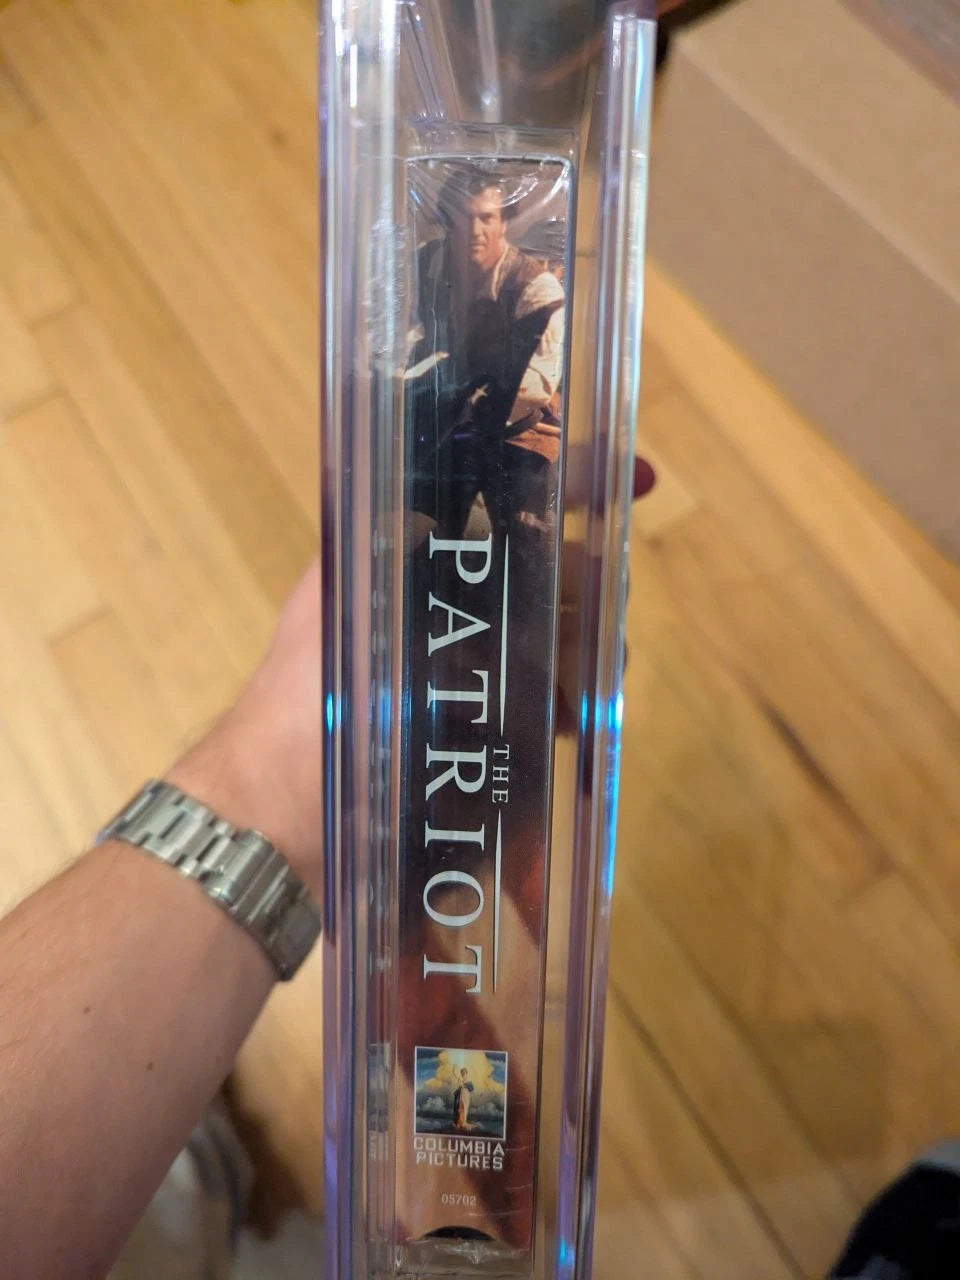 THE
PATRIOT
COLUMBIA
PICTURES
05702